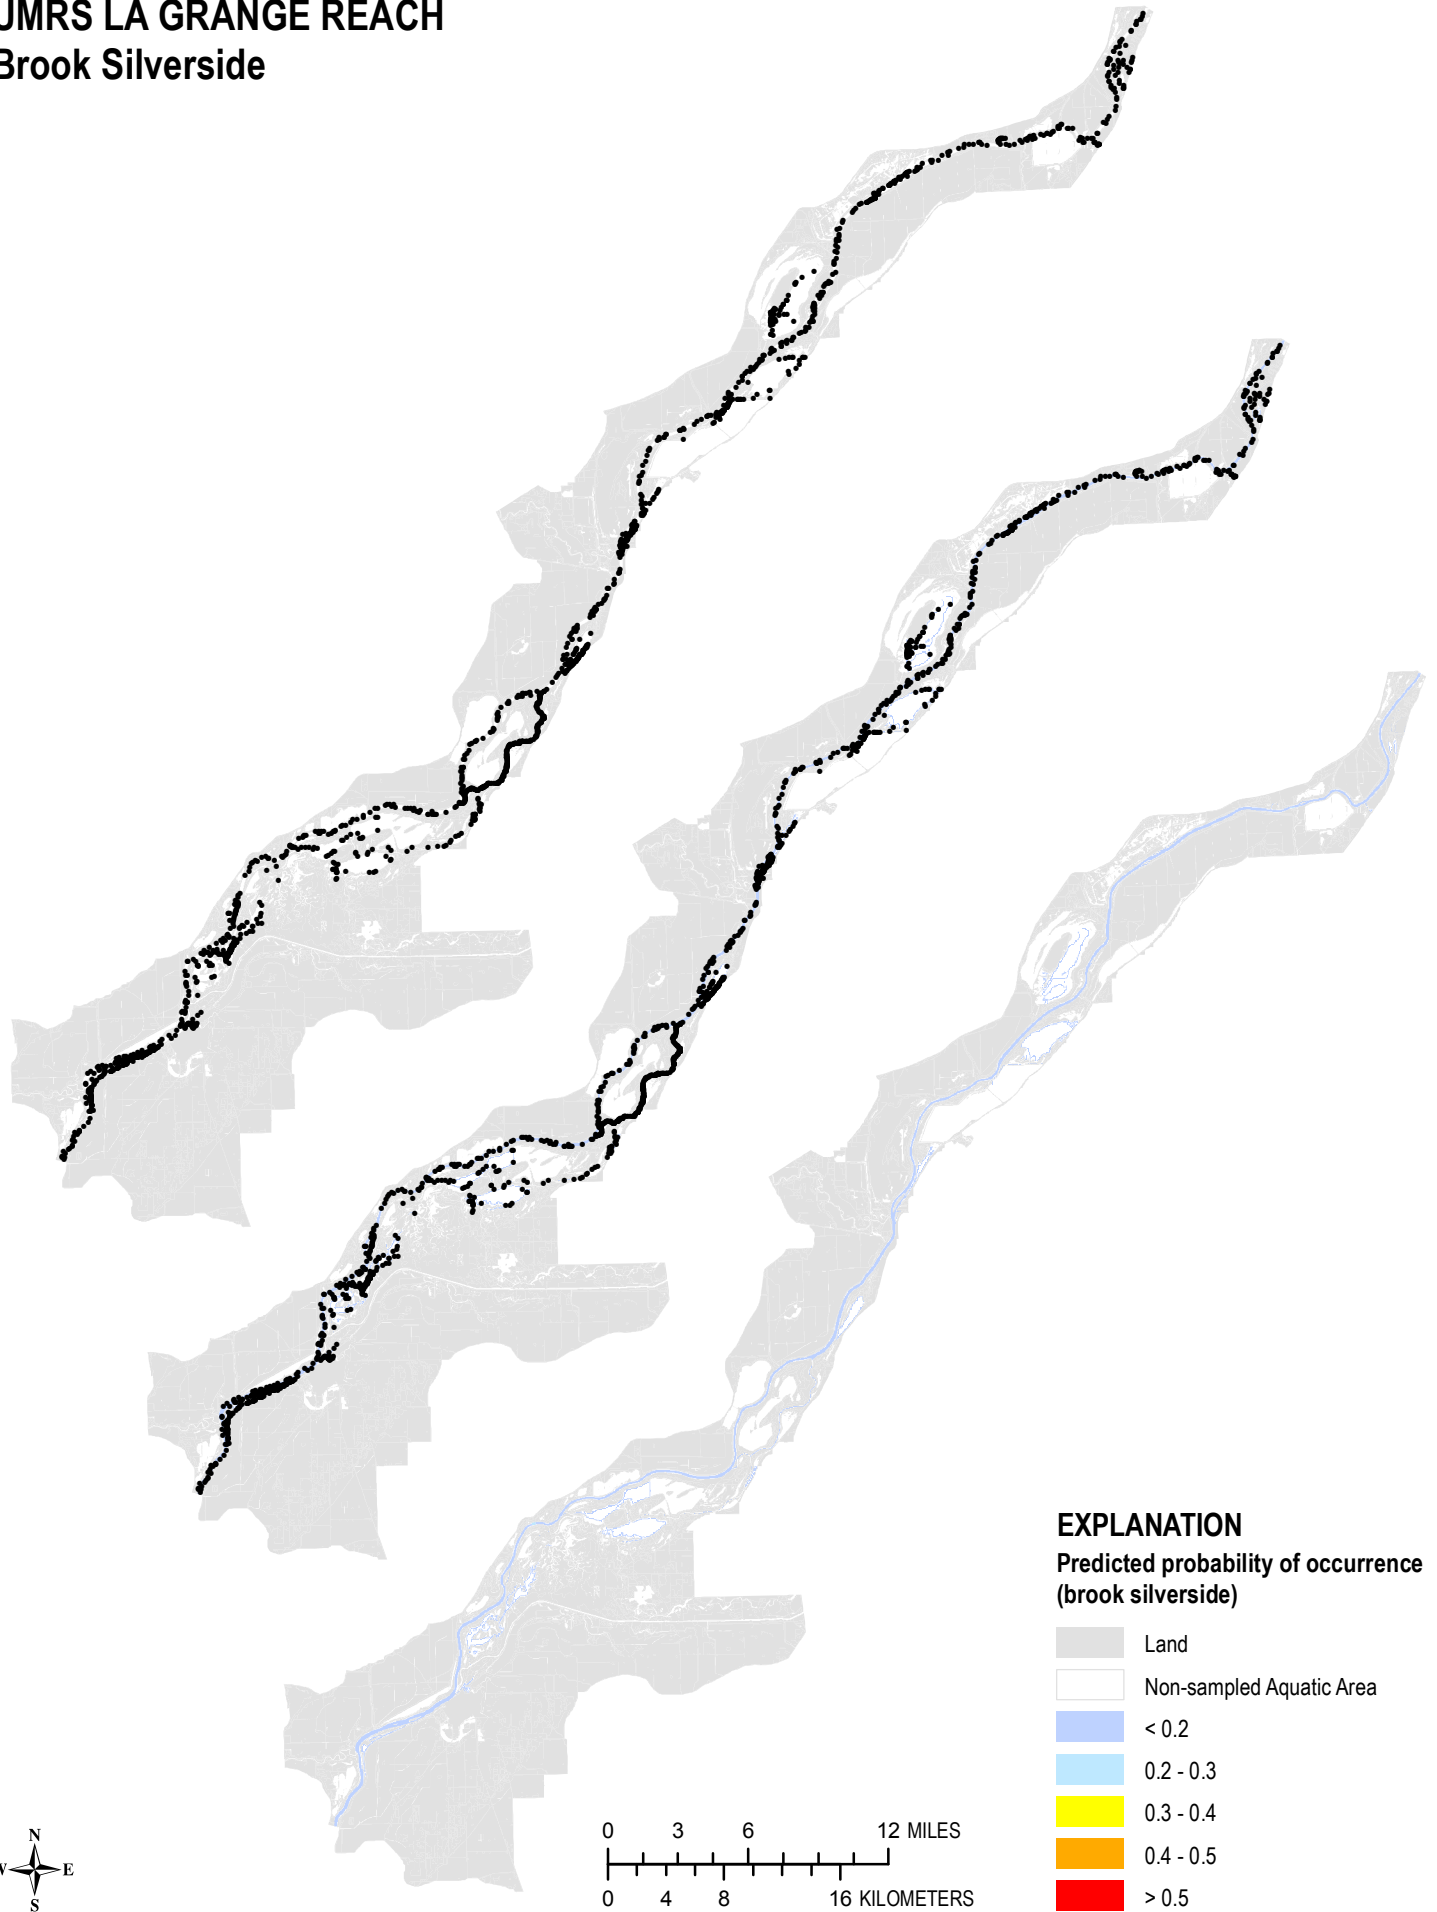 UMRS LA GRANGE REACH
Brook Silverside
EXPLANATION
Predicted probability of occurrence
(brook silverside)
Land
Non-sampled Aquatic Area
< 0.2
0.2 - 0.3
0.3 - 0.4
0.4 - 0.5
> 0.5
0 3 6 12 MILES
0 4 8 16 KILOMETERS
N
W E
S